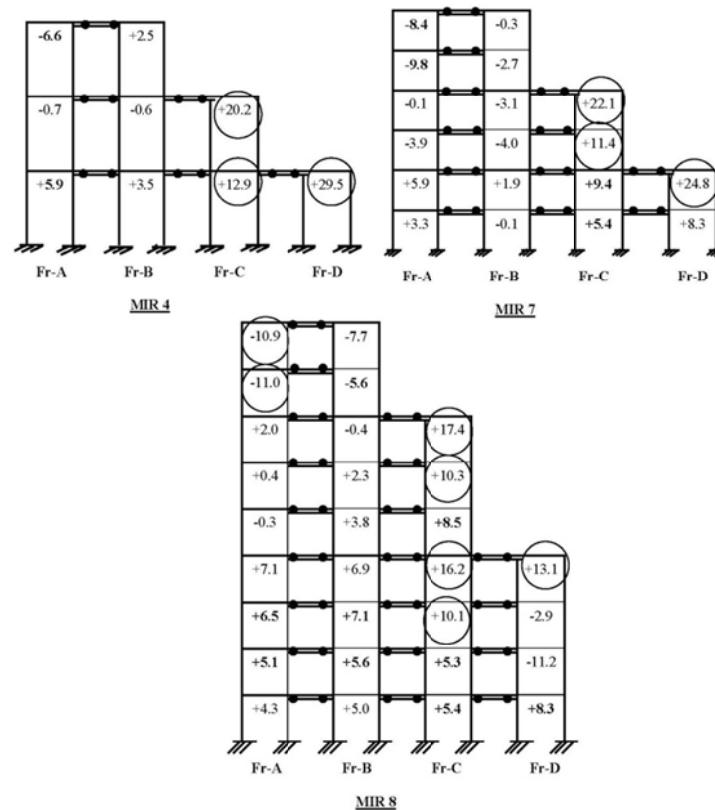 -6.6 +2.5
-0.7 -0.6 +20.2
+5.9 +3.5 +12.9 +29.5
Fr-A Fr-B Fr-C Fr-D
MIR 4
-8.4 -0.3
-9.8 -2.7
-0.1 -3.1 +22.1
-3.9 -4.0 +11.4
+5.9 +1.9 +9.4 +24.8
+3.3 -0.1 +5.4 +8.3
Fr-A Fr-B Fr-C Fr-D
MIR 7
-10.9 -7.7
-11.0 -5.6
+2.0 -0.4 +17.4
+0.4 +2.3 +10.3
-0.3 +3.8 +8.5
+7.1 +6.9 +16.2 +13.1
+6.5 +7.1 +10.1 -2.9
+5.1 +5.6 +5.3 -11.2
+4.3 +5.0 +5.4 +8.3
Fr-A Fr-B Fr-C Fr-D
MIR 8